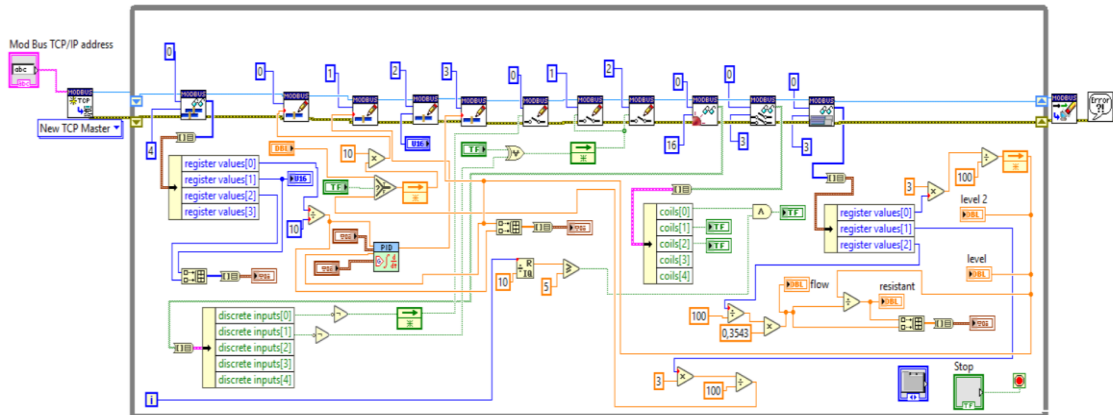 Mod Bus TCP/IP address
abc
MODBUS
TCP
New TCP Master
MODBUS
MODBUS
MODBUS
MODBUS
MODBUS
MODBUS
MODBUS
MODBUS
MODBUS
MODBUS
MODBUS
MODBUS
Error
?!
0
0
1
2
3
0
1
2
0
0
0
4
U16
16
3
3
register values[0]
register values[1]
register values[2]
register values[3]
U16
10
DBL
10
TF
TF
PID
coils[0]
coils[1]
coils[2]
coils[3]
coils[4]
TF
TF
TF
3
100
register values[0]
register values[1]
register values[2]
level 2
DBL
level
DBL
R
IQ
10
5
flow
DBL
resistant
DBL
100
0,3543
discrete inputs[0]
discrete inputs[1]
discrete inputs[2]
discrete inputs[3]
discrete inputs[4]
3
100
i
Stop
TF